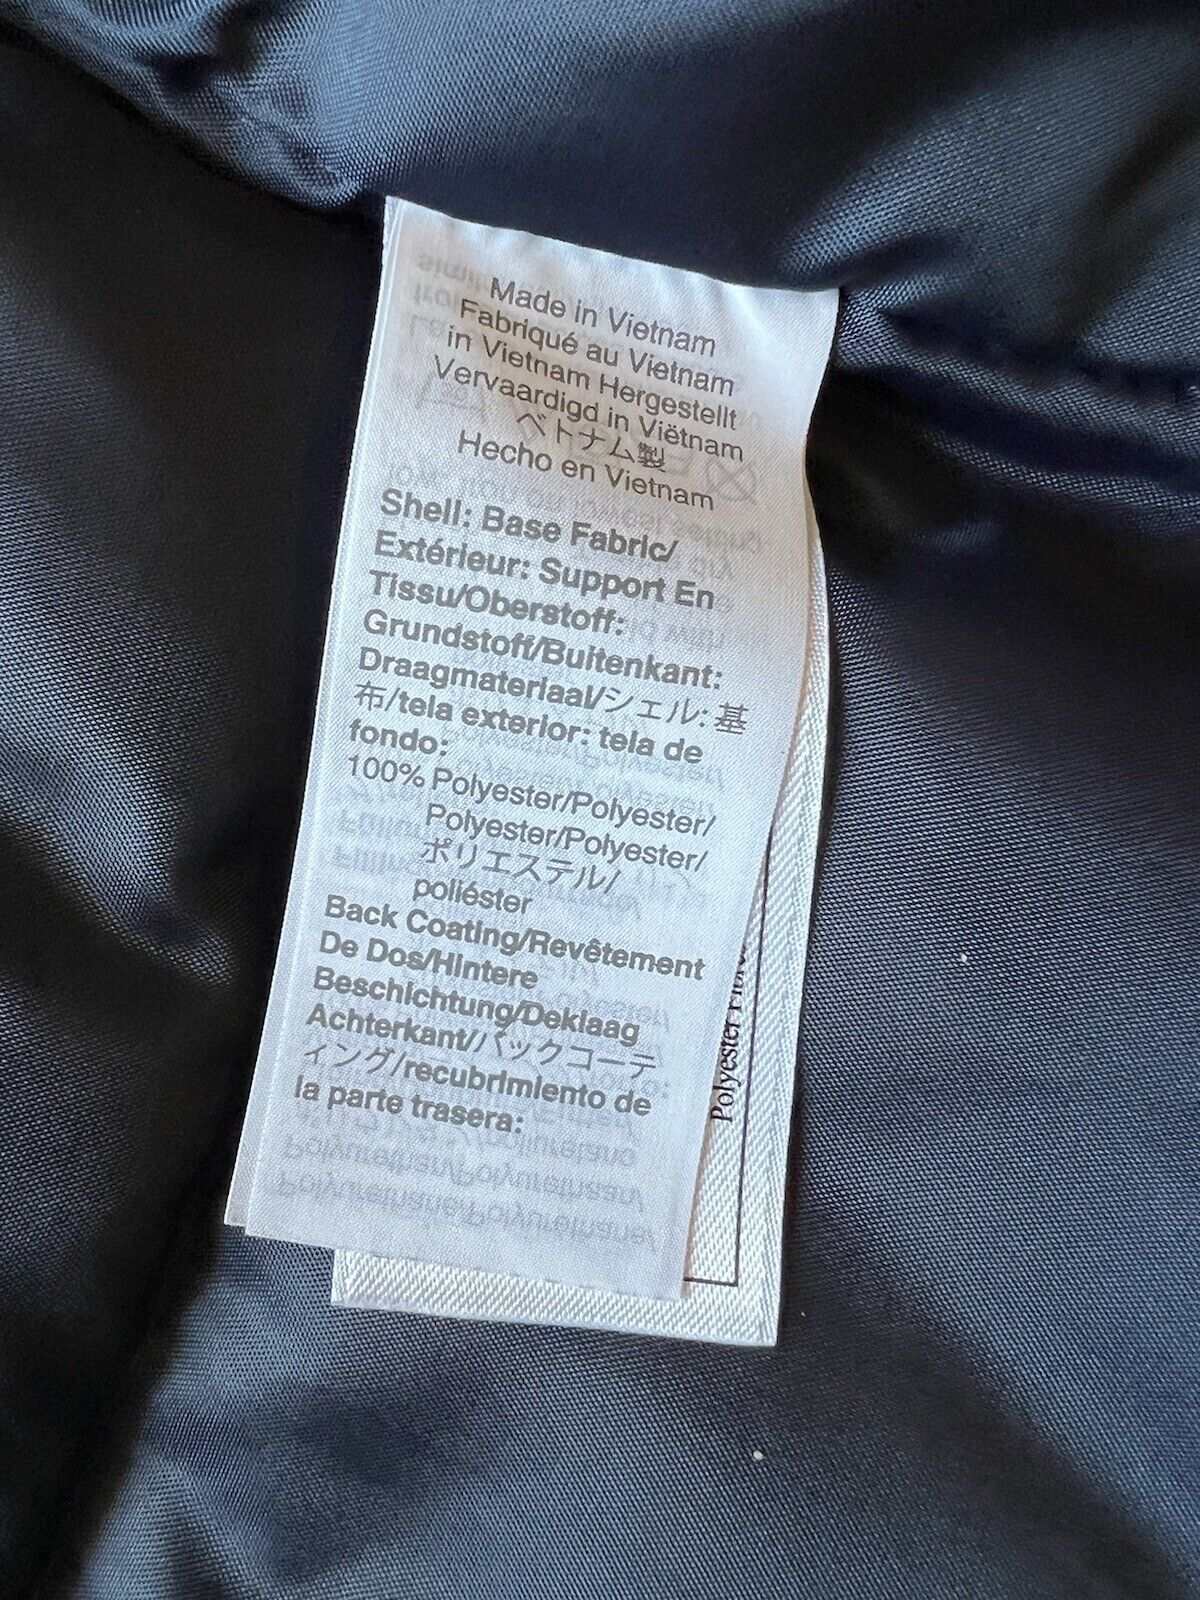 Made in Vietnam
Fabriqué au Vietnam
in Vietnam Hergestellt
Vervaardigd in Viëtnam
ベトナム製
Hecho en Vietnam
Shell: Base Fabric/
Extérieur: Support En
Tissu/Oberstoff:
Grundstoff/Buitenkant:
Draagmateriaal/シェル: 基
布/tela exterior: tela de
fondo:
100% Polyester/Polyester/
Polyester/Polyester/
ポリエステル/
poliéster
Back Coating/Revêtement
De Dos/Hintere
Beschichtung/Deklaag
Achterkant/バックコーテ
ィング/recubrimiento de
la parte trasera:
Polyester